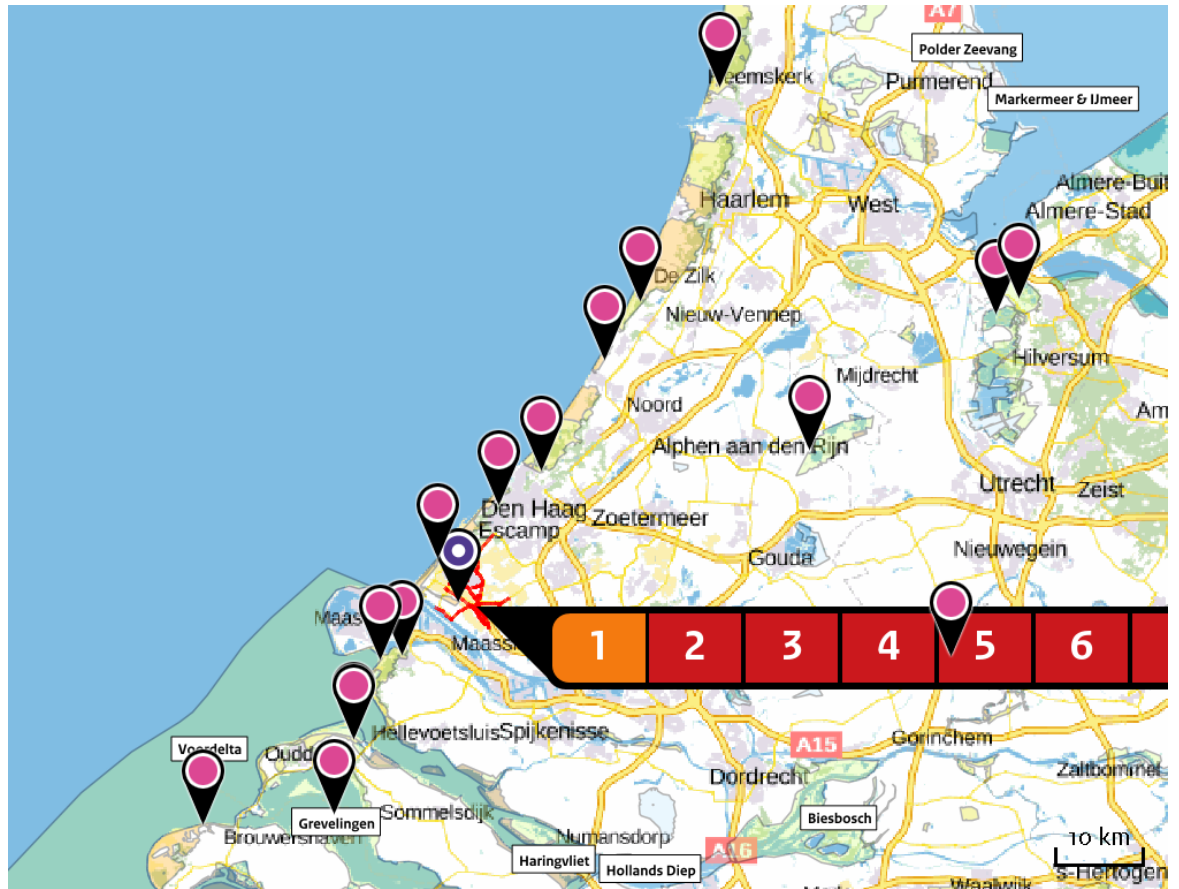 A7
Polder Zeevang
Heemskerk
Purmerend
Markermeer & IJmeer
Almere-Buit
Haarlem
West
Almere-Stad
De Zilk
Nieuw-Vennep
Hilversum
Mijdrecht
Noord
Am
Alphen aan den Rijn
Utrecht
Zeist
Den Haag
Zoetermeer
Escamp
Nieuwegein
Gouda
Maas
Maassl
1 2 3 4 5 6
Hellevoetsluis
Spijkenisse
Gorinchem
A15
Voordelta
Oudd
Zaltbommel
Dordrecht
Sommelsdijk
Grevelingen
Biesbosch
Brouwershaven
Numansdorp
10 km
A16
Haringvliet
Hollands Diep
's-Hertogen
Waalwijk